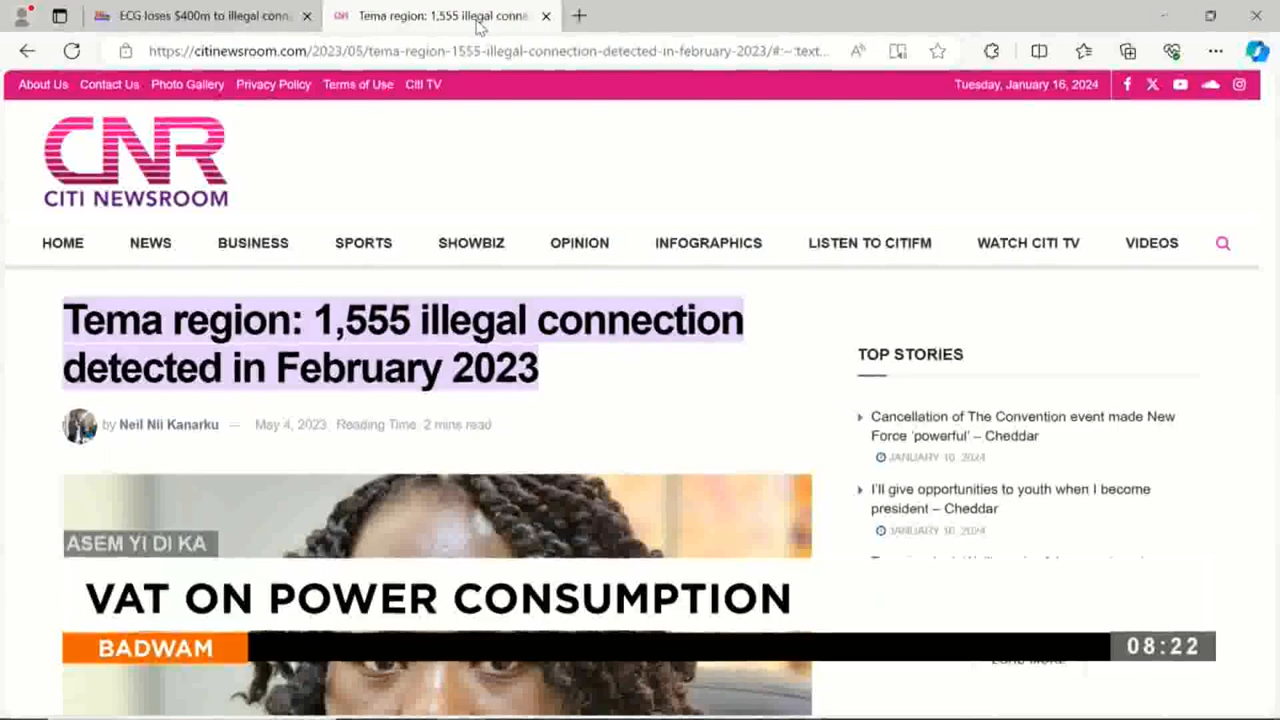 ECG loses $400m to illegal conn
Tema region: 1,555 illegal conne
https://citinewsroom.com/2023/05/tema-region-1555-illegal-connection-detected-in-february-2023/#:~:text...
About Us Contact Us Photo Gallery Privacy Policy Terms of Use Citi TV
Tuesday, January 16, 2024
CNR
CITI NEWSROOM
HOME NEWS BUSINESS SPORTS SHOWBIZ OPINION INFOGRAPHICS LISTEN TO CITIFM WATCH CITI TV VIDEOS
Tema region: 1,555 illegal connection
detected in February 2023
by Neil Nii Kanarku — May 4, 2023 Reading Time: 2 mins read
TOP STORIES
Cancellation of The Convention event made New
Force ‘powerful’ – Cheddar
JANUARY 10, 2024
I’ll give opportunities to youth when I become
president – Cheddar
JANUARY 10, 2024
ASEM YI DI KA
VAT ON POWER CONSUMPTION
BADWAM
08:22